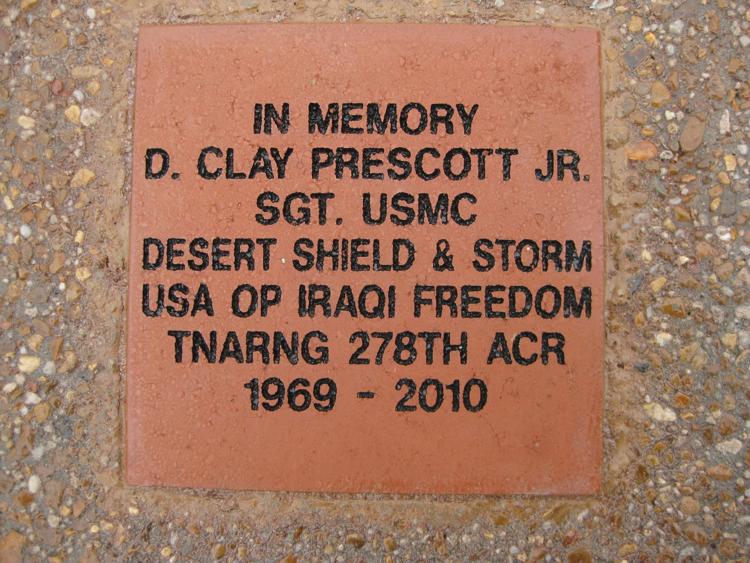 IN MEMORY
D. CLAY PRESCOTT JR.
SGT. USMC
DESERT SHIELD & STORM
USA OP IRAQI FREEDOM
TNARNG 278TH ACR
1969 - 2010